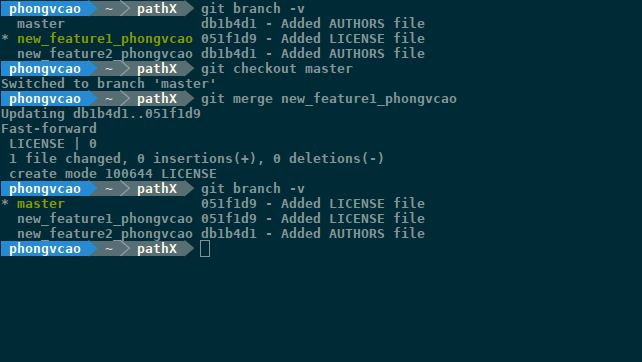 phongvcao ~ pathX git branch -v
master db1b4d1 - Added AUTHORS file
* new_feature1_phongvcao 051f1d9 - Added LICENSE file
new_feature2_phongvcao db1b4d1 - Added AUTHORS file
phongvcao ~ pathX git checkout master
Switched to branch 'master'
phongvcao ~ pathX git merge new_feature1_phongvcao
Updating db1b4d1..051f1d9
Fast-forward
LICENSE | 0
1 file changed, 0 insertions(+), 0 deletions(-)
create mode 100644 LICENSE
phongvcao ~ pathX git branch -v
* master 051f1d9 - Added LICENSE file
new_feature1_phongvcao 051f1d9 - Added LICENSE file
new_feature2_phongvcao db1b4d1 - Added AUTHORS file
phongvcao ~ pathX